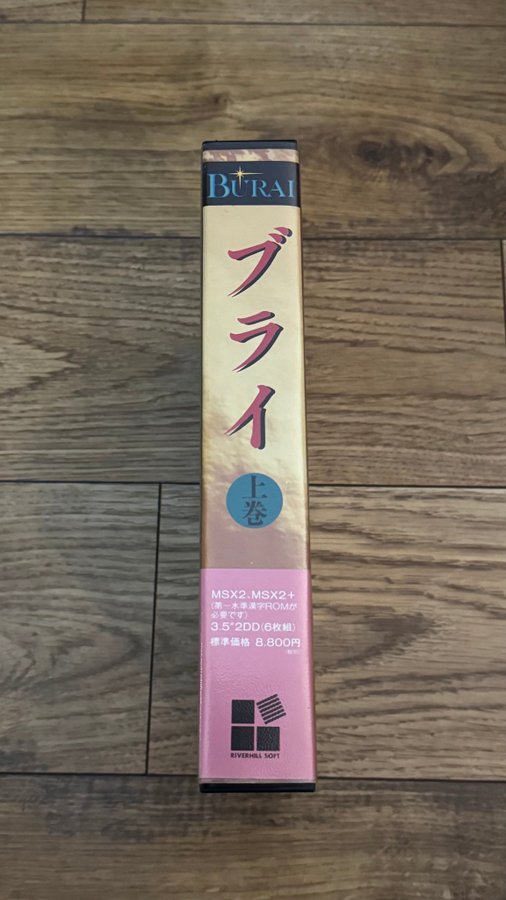 BURAI
ブライ
上巻
MSX2、MSX2+
(第一水準漢字ROMが
必要です)
3.5"2DD(6枚組)
標準価格 8,800円
(税別)
RIVERHILL SOFT